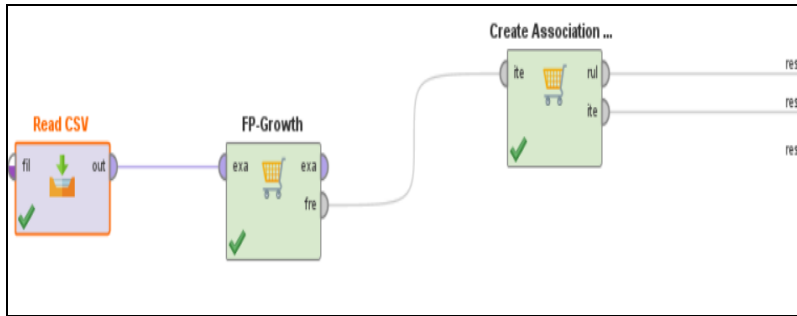 Create Association ...
ite rul
ite
res
res
res
Read CSV
fil out
FP-Growth
exa exa
fre